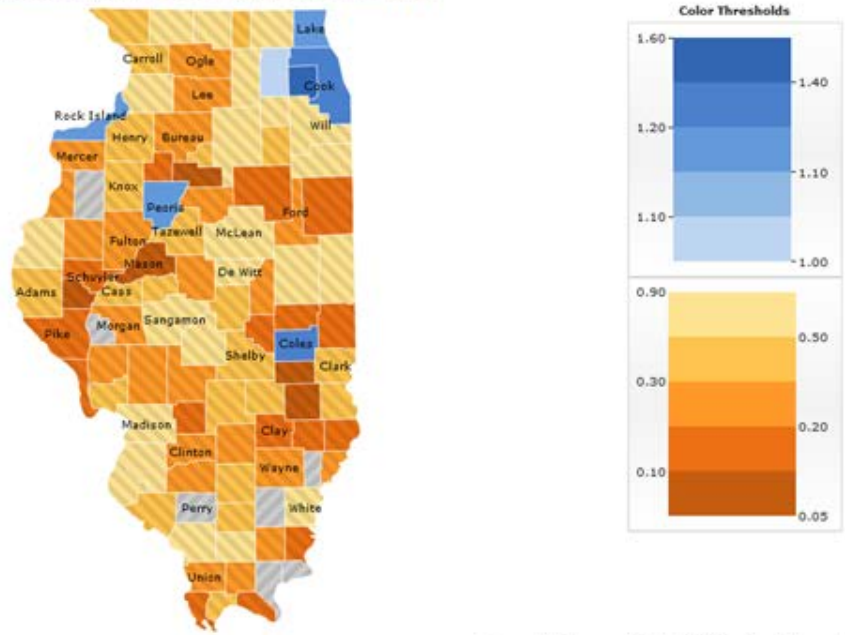 Color Thresholds
Lake
Carroll
Ogle
Cook
Lee
Rock Island
Will
Henry
Bureau
Mercer
Knox
Peoria
Ford
Tazewell
McLean
Fulton
Mason
De Witt
Schuyler
Cass
Adams
Sangamon
Morgan
Pike
Coles
Shelby
Clark
Madison
Clay
Clinton
Wayne
Perry
White
Union
1.60
1.40
1.20
1.10
1.10
1.00
0.90
0.50
0.30
0.20
0.10
0.05